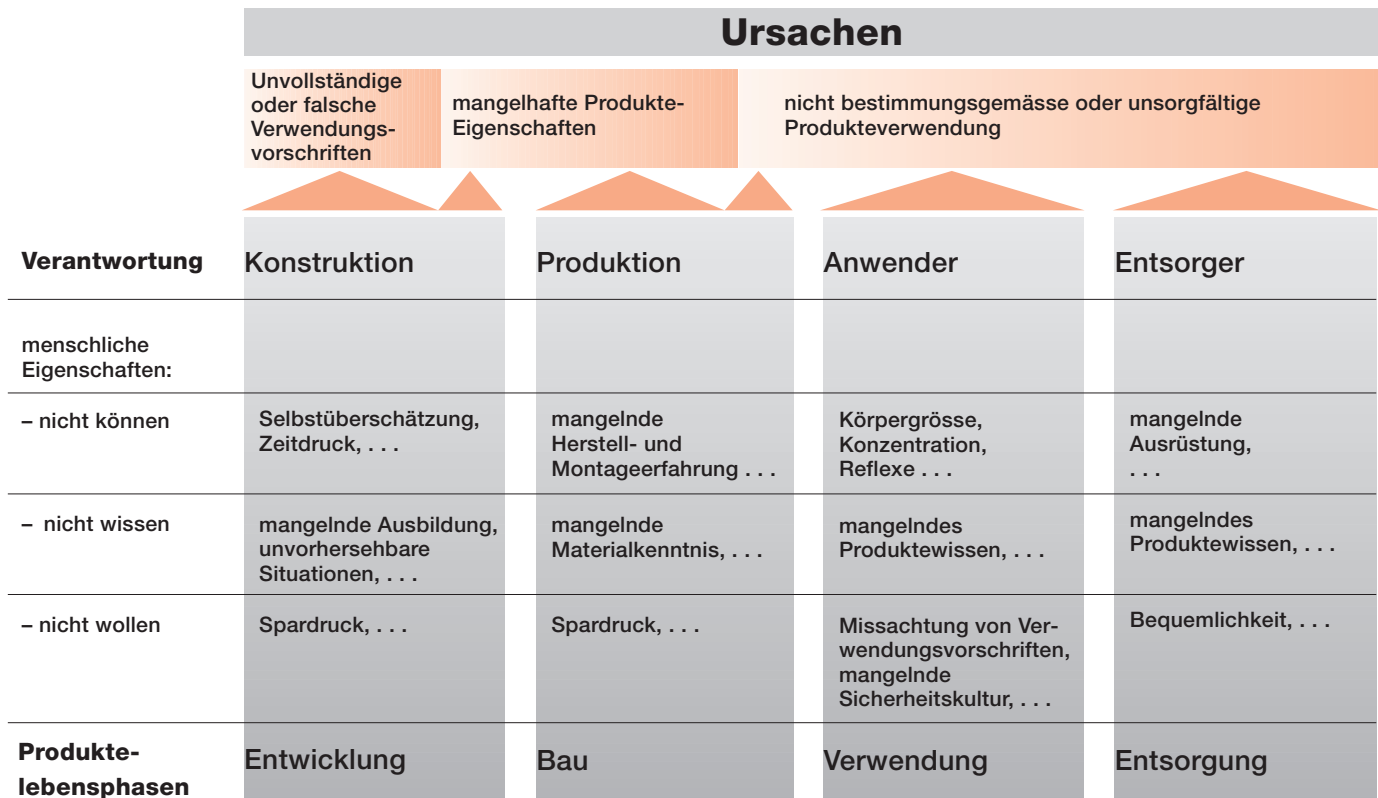 Ursachen
Unvollständige
oder falsche
Verwendungs-
vorschriften
mangelhafte Produkte-
Eigenschaften
nicht bestimmungsgemässe oder unsorgfältige
Produkteverwendung
Verantwortung
Konstruktion
Produktion
Anwender
Entsorger
menschliche
Eigenschaften:
– nicht können
Selbstüberschätzung,
Zeitdruck, . . .
mangelnde
Herstell- und
Montageerfahrung . . .
Körpergrösse,
Konzentration,
Reflexe . . .
mangelnde
Ausrüstung,
. . .
– nicht wissen
mangelnde Ausbildung,
unvorhersehbare
Situationen, . . .
mangelnde
Materialkenntnis, . . .
mangelndes
Produktewissen, . . .
mangelndes
Produktewissen, . . .
– nicht wollen
Spardruck, . . .
Spardruck, . . .
Missachtung von Ver-
wendungsvorschriften,
mangelnde
Sicherheitskultur, . . .
Bequemlichkeit, . . .
Produkte-
lebensphasen
Entwicklung
Bau
Verwendung
Entsorgung